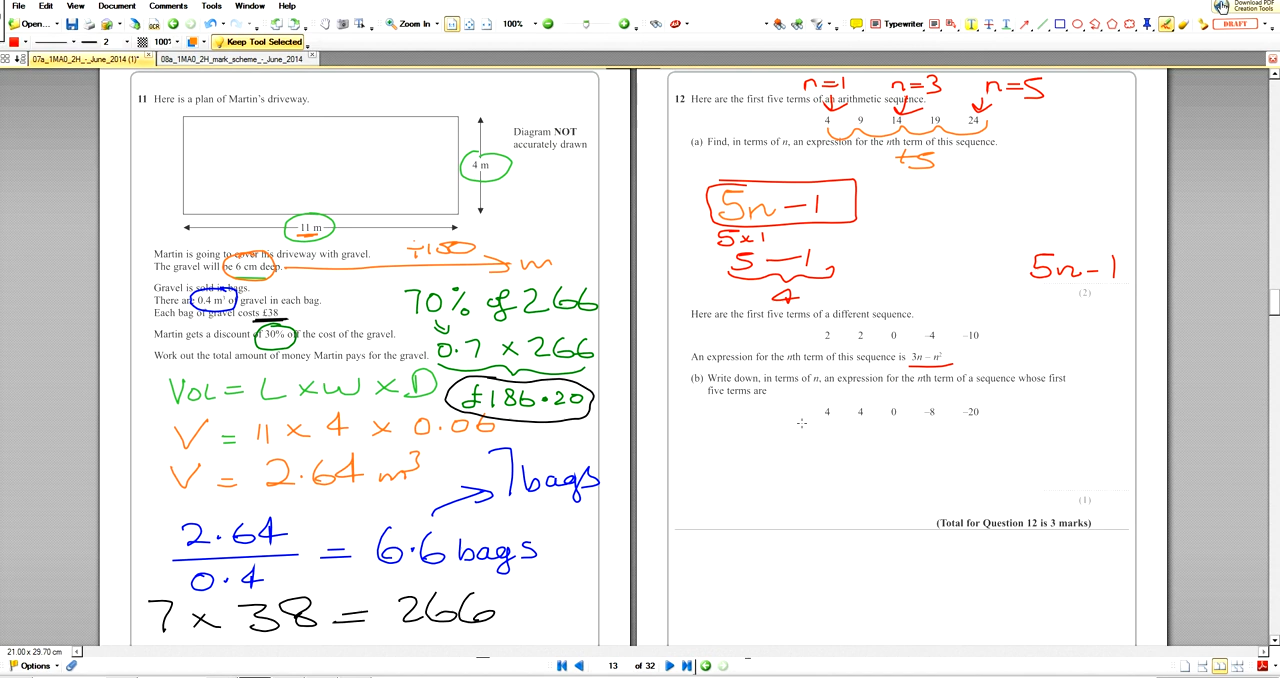 File Edit View Document Comments Tools Window Help
Download PDF
Creation Tools
Open... Zoom In 100% Typewriter DRAFT
2 100% Keep Tool Selected
07a_1MA0_2H_-_June_2014 (1)* 08a_1MA0_2H_mark_scheme_-_June_2014
11 Here is a plan of Martin's driveway.
Diagram NOT
accurately drawn
4 m
11 m
Martin is going to cover his driveway with gravel.
The gravel will be 6 cm deep.
÷100
m
Gravel is sold in bags.
There are 0.4 m³ of gravel in each bag.
Each bag of gravel costs £38
Martin gets a discount of 30% off the cost of the gravel.
Work out the total amount of money Martin pays for the gravel.
70% of 266
0.7 × 266
£186.20
VOL = L × W × D
V = 11 × 4 × 0.06
V = 2.64 m³
7 bags
2.64
0.4
= 6.6 bags
7 × 38 = 266
n=1 n=3 n=5
12 Here are the first five terms of an arithmetic sequence.
4 9 14 19 24
(a) Find, in terms of n, an expression for the nth term of this sequence.
+5
5n − 1
5 × 1
5 − 1
4
5n − 1
(2)
Here are the first five terms of a different sequence.
2 2 0 −4 −10
An expression for the nth term of this sequence is 3n − n²
(b) Write down, in terms of n, an expression for the nth term of a sequence whose first
five terms are
4 4 0 −8 −20
(1)
(Total for Question 12 is 3 marks)
21.00 x 29.70 cm
Options 13 of 32